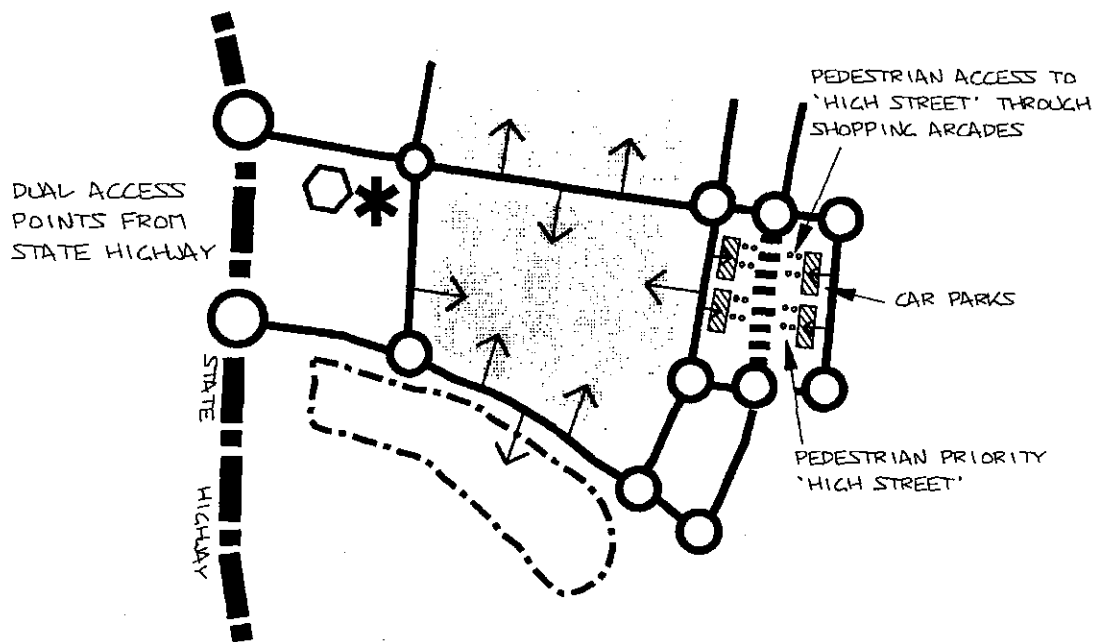 PEDESTRIAN ACCESS TO
'HIGH STREET' THROUGH
SHOPPING ARCADES
DUAL ACCESS
POINTS FROM
STATE HIGHWAY
CAR PARKS
STATE HIGHWAY
PEDESTRIAN PRIORITY
'HIGH STREET'